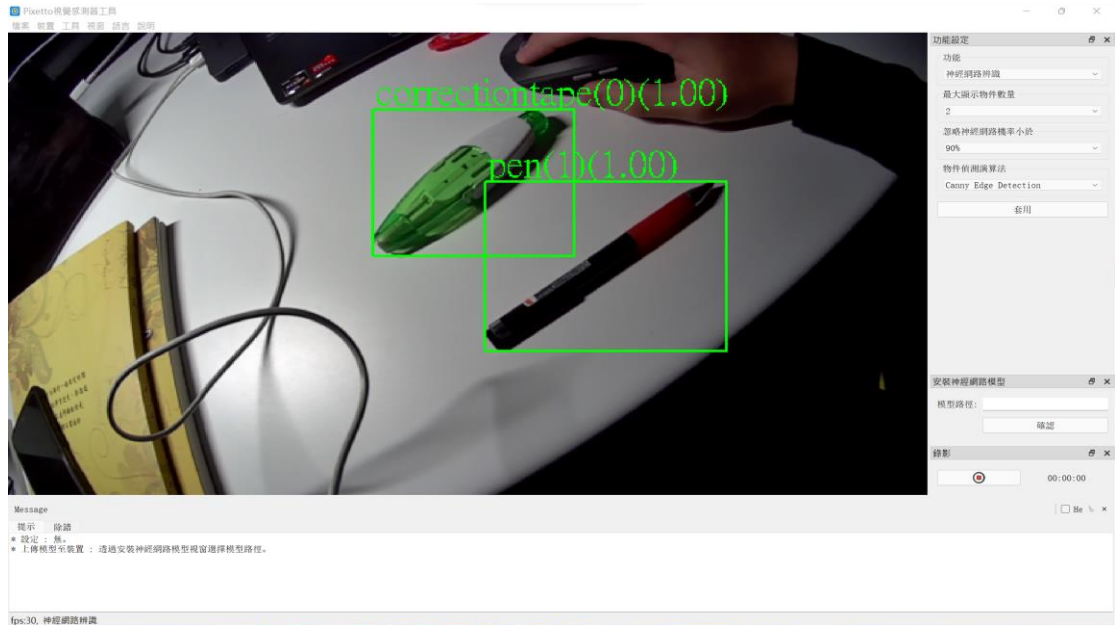 Pixetto視覺感測器工具
檔案 裝置 工具 視窗 語言 說明
correctiontape(0)(1.00)
pen(1)(1.00)
功能設定
功能
神經網路辨識
最大顯示物件數量
2
忽略神經網路機率小於
90%
物件偵測演算法
Canny Edge Detection
套用
安裝神經網路模型
模型路徑:
確認
錄影
00:00:00
Message
He
提示 除錯
* 設定 : 無。
* 上傳模型至裝置 : 透過安裝神經網路模型視窗選擇模型路徑。
fps:30, 神經網路辨識